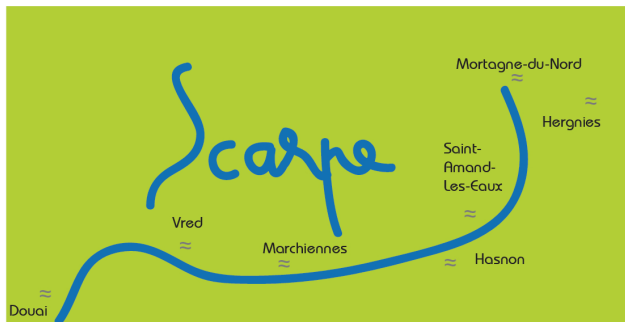 Mortagne-du-Nord
Hergnies
Scarpe
Saint-
Amand-
Les-Eaux
Vred
Marchiennes
Hasnon
Douai